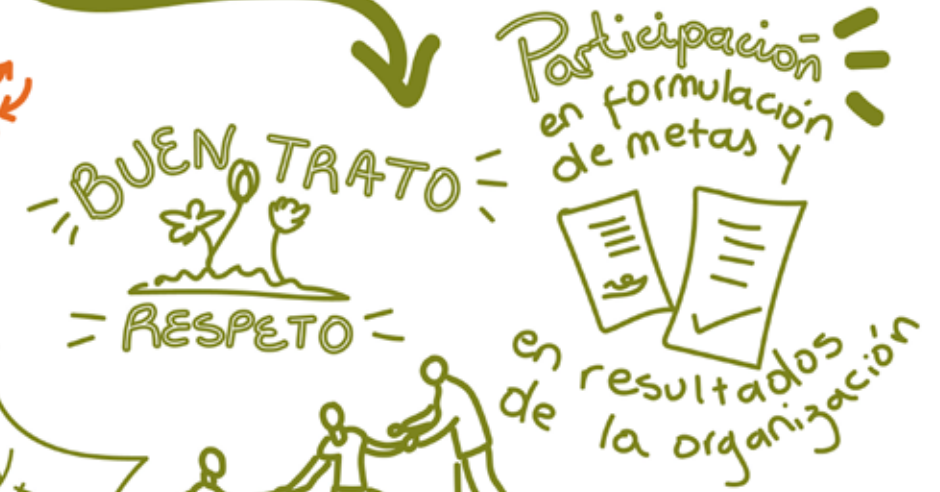 BUEN TRATO
RESPETO
Participación
en formulación
de metas y
en resultados
de la organización